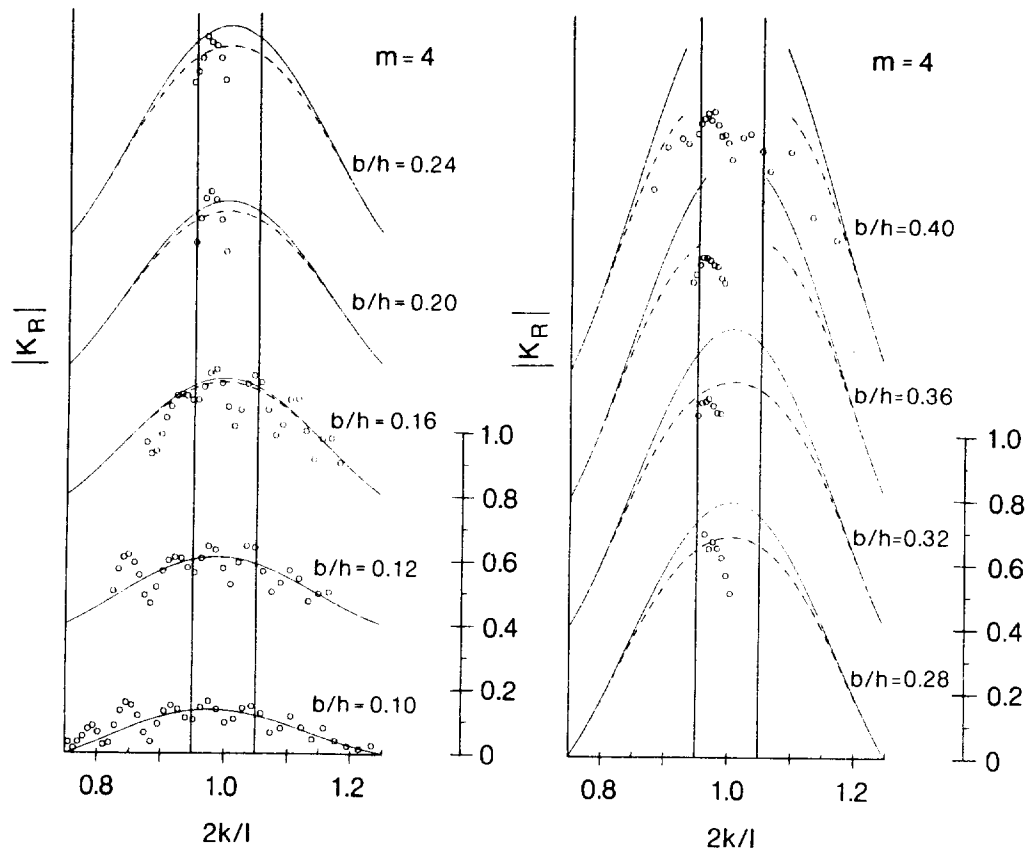 m = 4
b/h = 0.24
b/h = 0.20
b/h = 0.16
b/h = 0.12
b/h = 0.10
|K_R|
1.0
0.8
0.6
0.4
0.2
0
0.8 1.0 1.2
2k/l
m = 4
b/h = 0.40
b/h = 0.36
b/h = 0.32
b/h = 0.28
|K_R|
1.0
0.8
0.6
0.4
0.2
0
0.8 1.0 1.2
2k/l